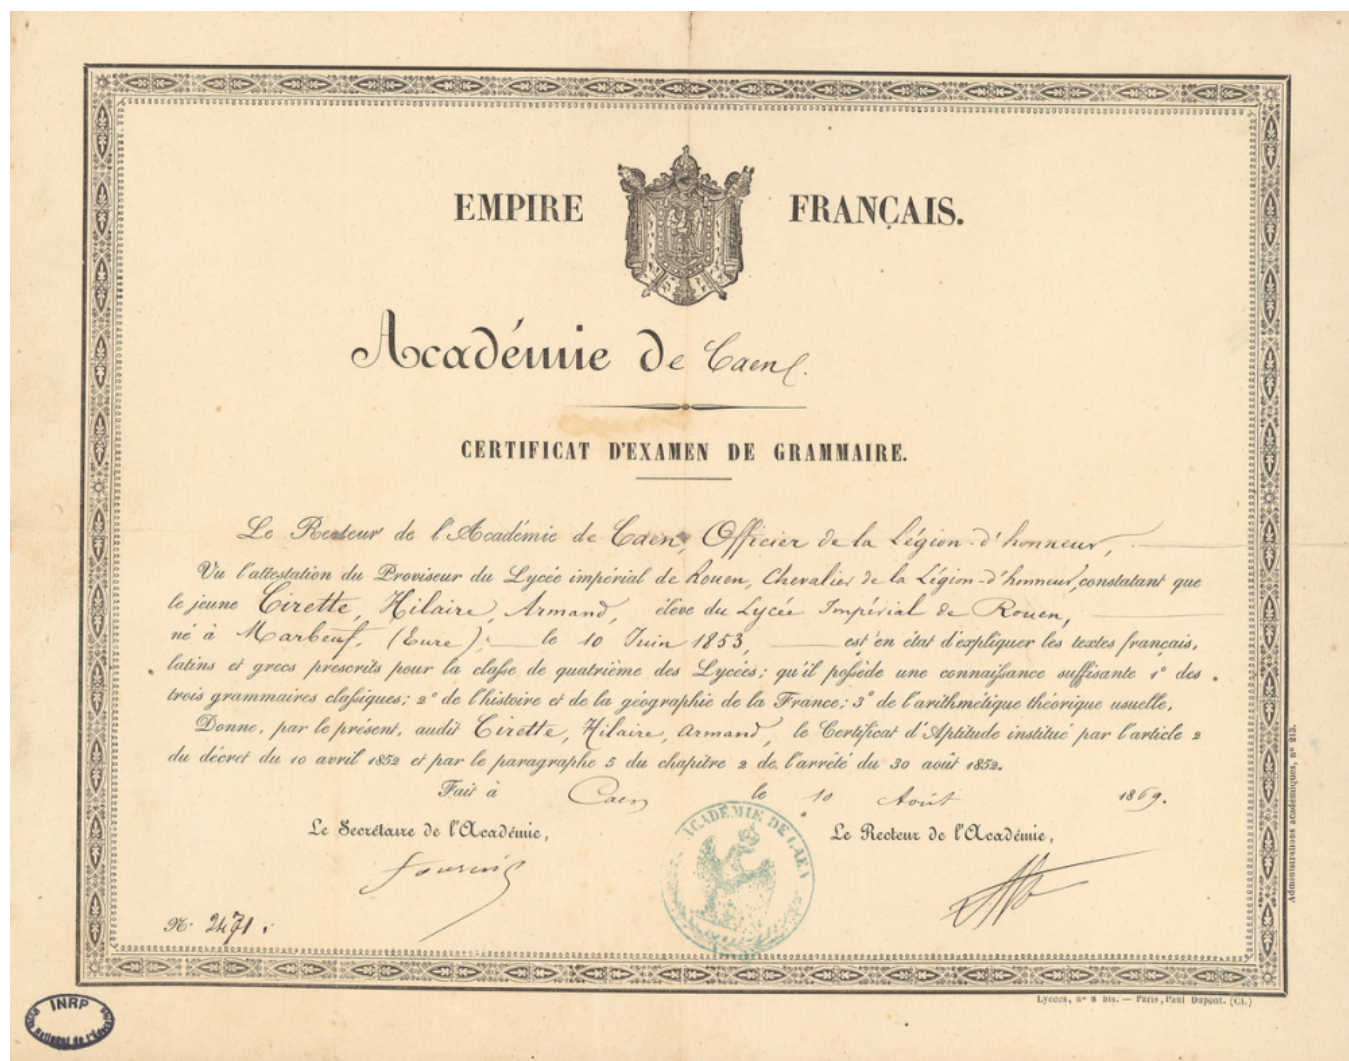 EMPIRE FRANÇAIS.
Académie de Caen.
CERTIFICAT D'EXAMEN DE GRAMMAIRE.
Le Recteur de l'Académie de Caen, Officier de la Légion-d'honneur,
Vu l'attestation du Proviseur du Lycée impérial de Rouen, Chevalier de la Légion-d'honneur, constatant que
le jeune Cirette, Hilaire, Armand, élève du Lycée Impérial de Rouen,
né à Marbeuf, (Eure), le 10 Juin 1853, est en état d'expliquer les textes français,
latins et grecs prescrits pour la classe de quatrième des Lycées; qu'il possède une connaissance suffisante 1° des
trois grammaires classiques; 2° de l'histoire et de la géographie de la France; 3° de l'arithmétique théorique usuelle,
Donne, par le présent, audit Cirette, Hilaire, Armand, le Certificat d'Aptitude institué par l'article 2
du décret du 10 avril 1852 et par le paragraphe 5 du chapitre 2 de l'arrêté du 30 août 1852.
Fait à Caen le 10 Août 1869.
Le Secrétaire de l'Académie,
Le Recteur de l'Académie,
ACADÉMIE DE CAEN
N° 2471.
Administrations académiques, n° 213.
Lycées, n° 8 bis. — Paris, Paul Dupont. (Cl.)
INRP